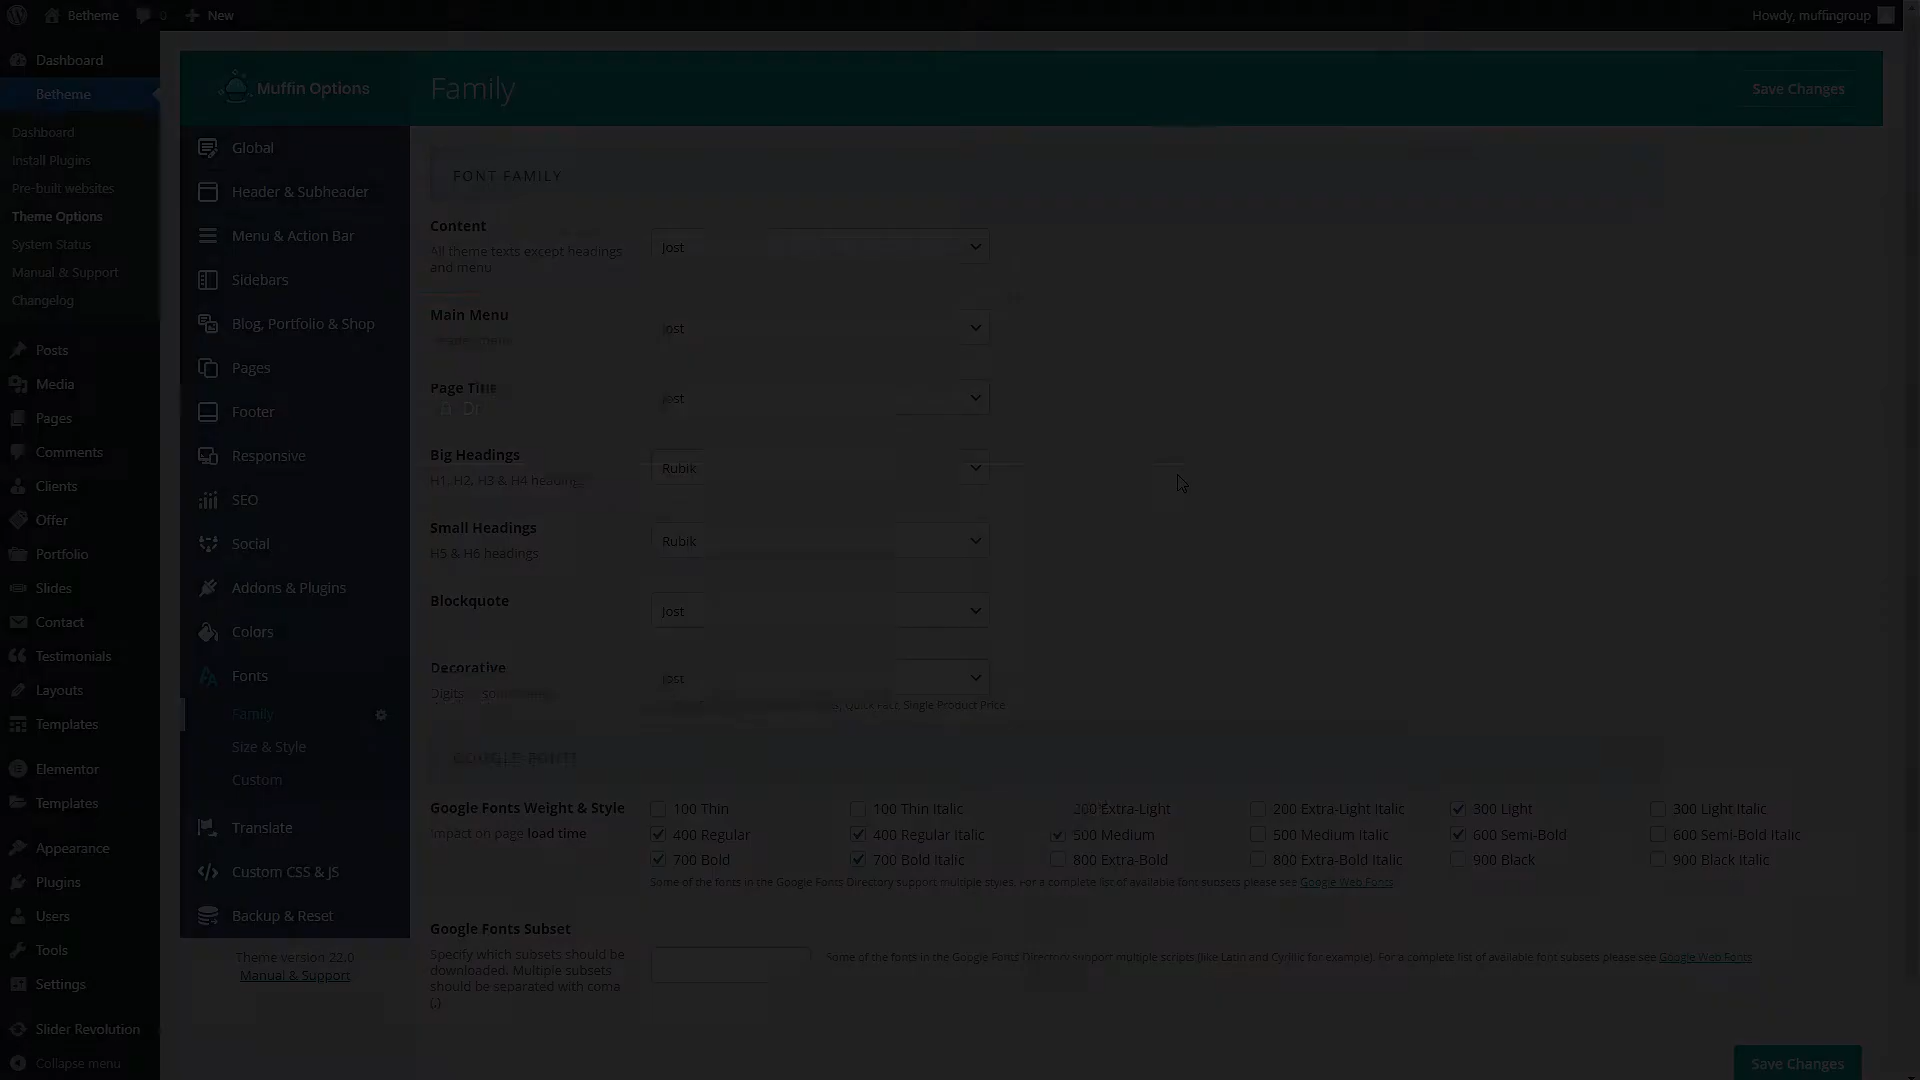 Betheme 0 New Howdy, muffingroup
Dashboard
Betheme
Dashboard
Install Plugins
Pre-built websites
Theme Options
System Status
Manual & Support
Changelog
Posts
Media
Pages
Comments
Clients
Offer
Portfolio
Slides
Contact
Testimonials
Layouts
Templates
Elementor
Templates
Appearance
Plugins
Users
Tools
Settings
Slider Revolution
Collapse menu
Muffin Options
Global
Header & Subheader
Menu & Action Bar
Sidebars
Blog, Portfolio & Shop
Pages
Footer
Responsive
SEO
Social
Addons & Plugins
Colors
Fonts
Family
Size & Style
Custom
Translate
Custom CSS & JS
Backup & Reset
Theme version 22.0
Manual & Support
Family Save Changes
FONT FAMILY
Content
All theme texts except headings
and menu
Jost
Main Menu
Jost
Page Title
Jost
Big Headings
H1, H2, H3 & H4 headings
Rubik
Small Headings
H5 & H6 headings
Rubik
Blockquote
Jost
Decorative
Digits
Jost
Quick Fact, Single Product Price
GOOGLE FONTS
Google Fonts Weight & Style
Impact on page load time
100 Thin 100 Thin Italic 200 Extra-Light 200 Extra-Light Italic 300 Light 300 Light Italic
400 Regular 400 Regular Italic 500 Medium 500 Medium Italic 600 Semi-Bold 600 Semi-Bold Italic
700 Bold 700 Bold Italic 800 Extra-Bold 800 Extra-Bold Italic 900 Black 900 Black Italic
Some of the fonts in the Google Fonts Directory support multiple styles. For a complete list of available font subsets please see Google Web Fonts
Google Fonts Subset
Specify which subsets should be
downloaded. Multiple subsets
should be separated with coma
(,)
Some of the fonts in the Google Fonts Directory support multiple scripts (like Latin and Cyrillic for example). For a complete list of available font subsets please see Google Web Fonts
Save Changes